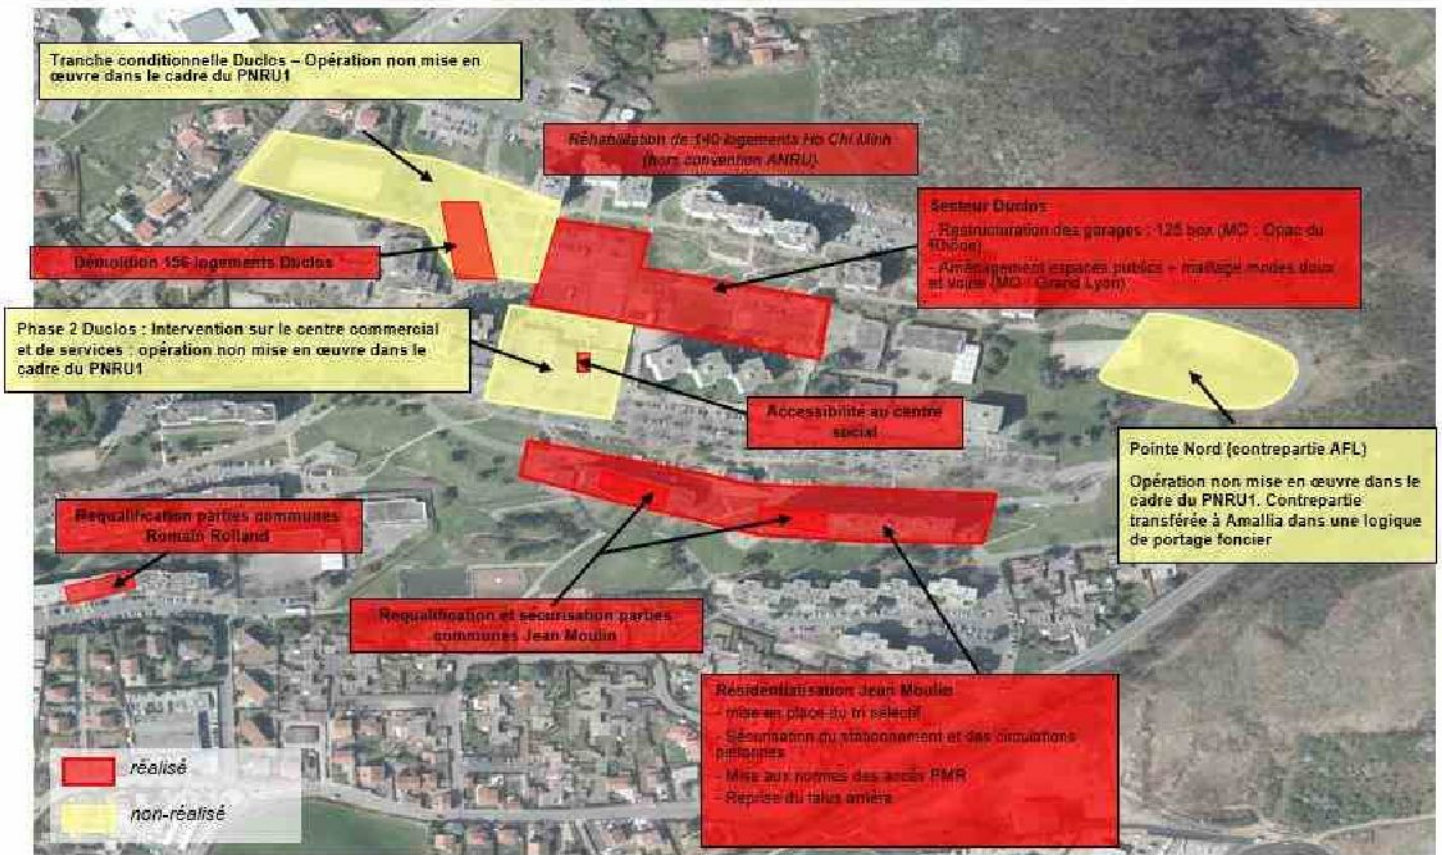 Tranche conditionnelle Duclos – Opération non mise en
œuvre dans le cadre du PNRU1
Réhabilitation de 140 logements Ho Chi Minh
(hors convention ANRU)
Secteur Duclos
- Restructuration des garages : 125 box (MO : Opac du
Rhône)
- Aménagement espaces publics – maillage modes doux
et voirie (MO : Grand Lyon)
Démolition 156 logements Duclos
Phase 2 Duclos : Intervention sur le centre commercial
et de services : opération non mise en œuvre dans le
cadre du PNRU1
Accessibilité au centre
social
Pointe Nord (contrepartie AFL)
Opération non mise en œuvre dans le
cadre du PNRU1. Contrepartie
transférée à Amallia dans une logique
de portage foncier
Requalification parties communes
Romain Rolland
Requalification et sécurisation parties
communes Jean Moulin
Résidentialisation Jean Moulin
- mise en place du tri sélectif
- Sécurisation du stationnement et des circulations
piétonnes
- Mise aux normes des accès PMR
- Reprise du talus arrière
réalisé
non-réalisé